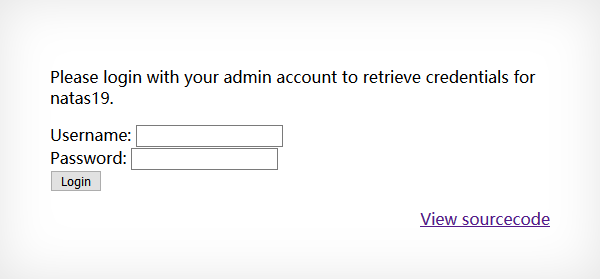 Please login with your admin account to retrieve credentials for
natas19.
Username:
Password:
Login
View sourcecode